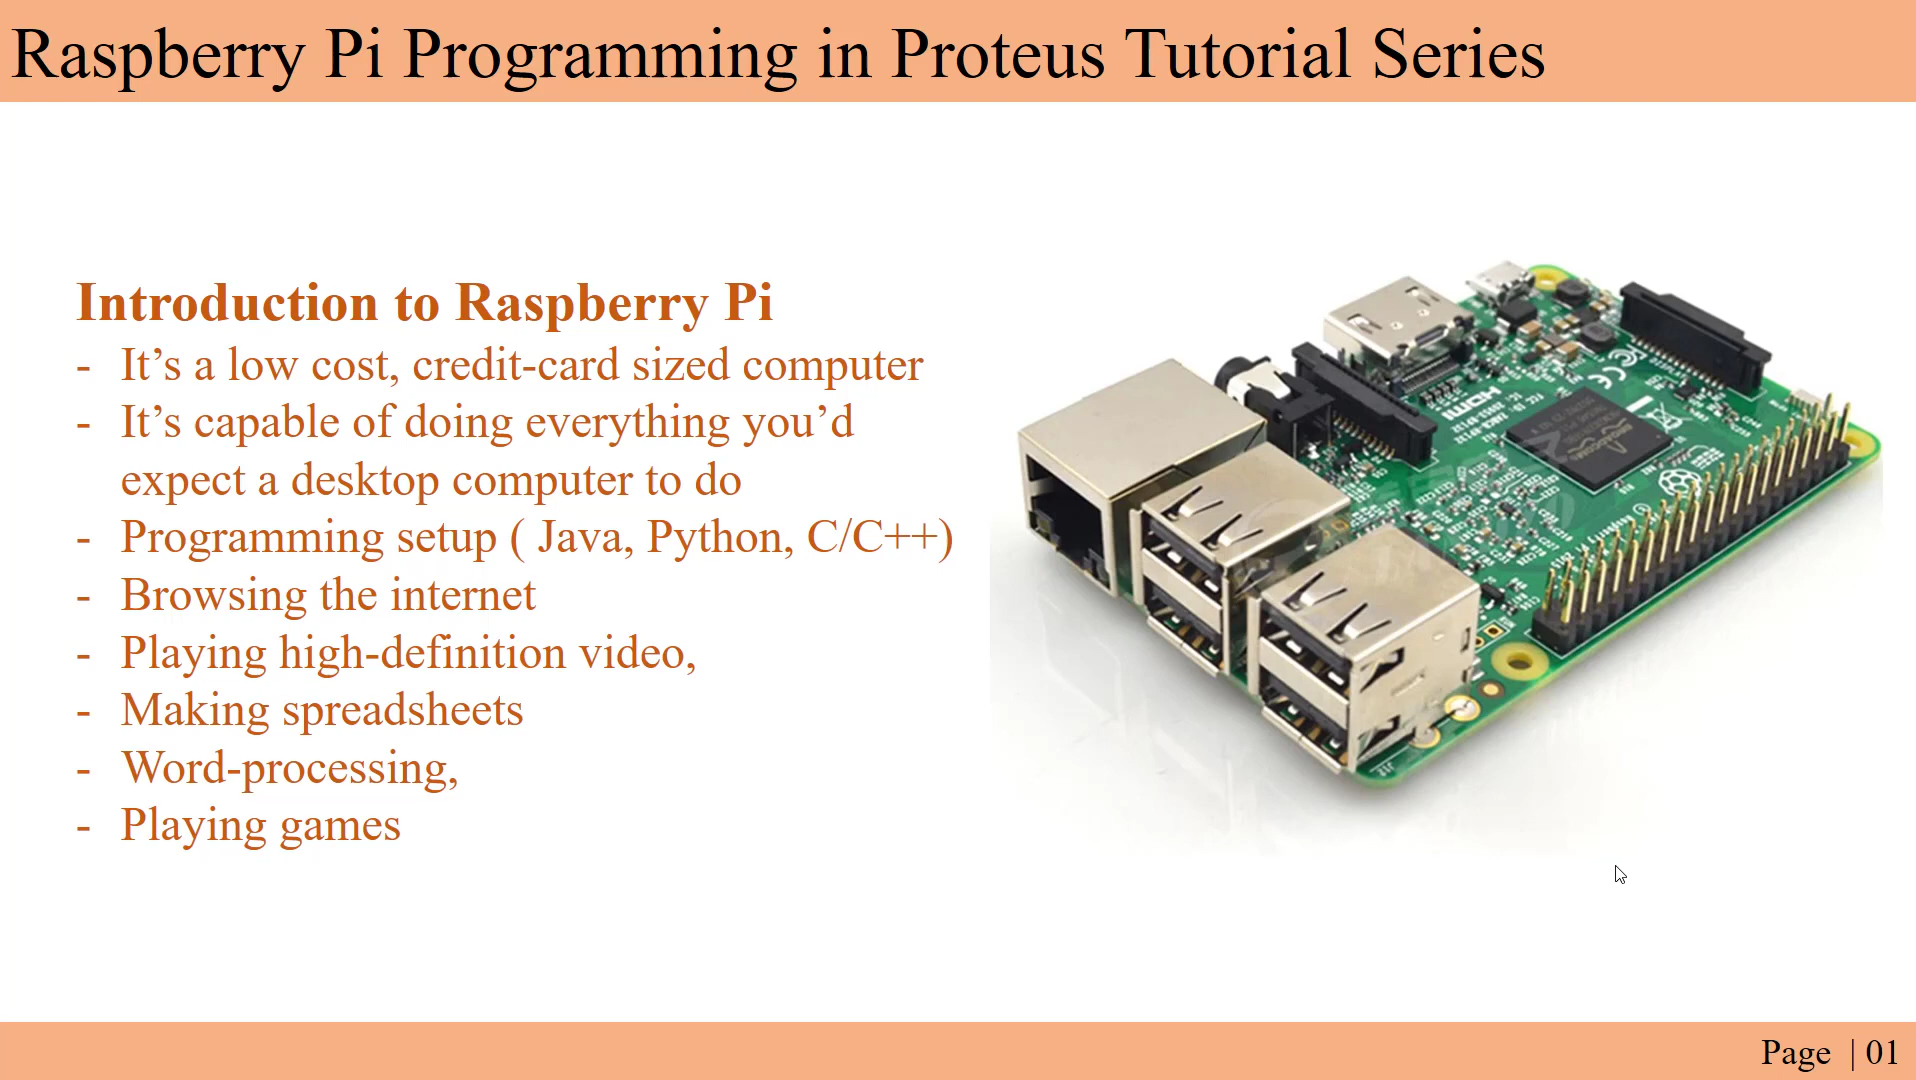 Raspberry Pi Programming in Proteus Tutorial Series
Introduction to Raspberry Pi
- It’s a low cost, credit-card sized computer
- It’s capable of doing everything you’d
expect a desktop computer to do
- Programming setup ( Java, Python, C/C++)
- Browsing the internet
- Playing high-definition video,
- Making spreadsheets
- Word-processing,
- Playing games
HDMI
BROADCOM
Page | 01